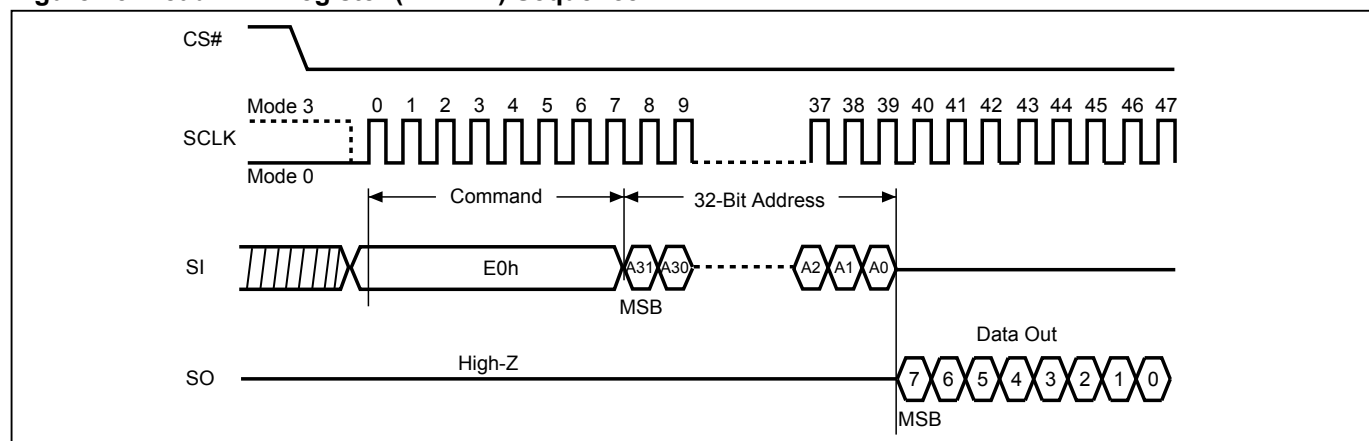 CS#
Mode 3
0 1 2 3 4 5 6 7 8 9 37 38 39 40 41 42 43 44 45 46 47
SCLK
Mode 0
Command
32-Bit Address
SI
E0h
A31 A30 A2 A1 A0
MSB
Data Out
High-Z
SO
7 6 5 4 3 2 1 0
MSB